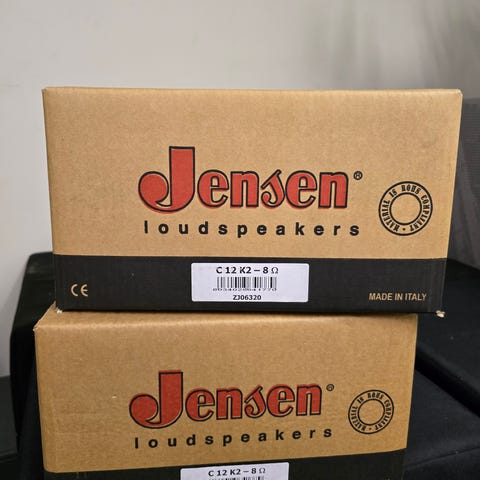 Jensen®
loudspeakers
MATERIAL IS ROHS COMPLIANT •
C 12 K2 – 8 Ω
ZJ06320
CE
MADE IN ITALY
Jensen®
loudspeakers
MATERIAL IS ROHS COMPLIANT •
C 12 K2 – 8 Ω